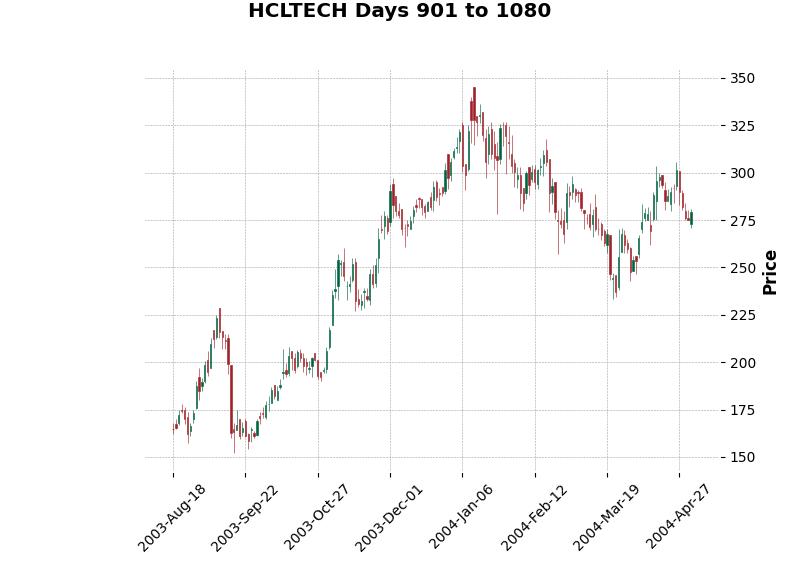 HCLTECH Days 901 to 1080
350
325
300
275
250
225
200
175
150
Price
2003-Aug-18
2003-Sep-22
2003-Oct-27
2003-Dec-01
2004-Jan-06
2004-Feb-12
2004-Mar-19
2004-Apr-27